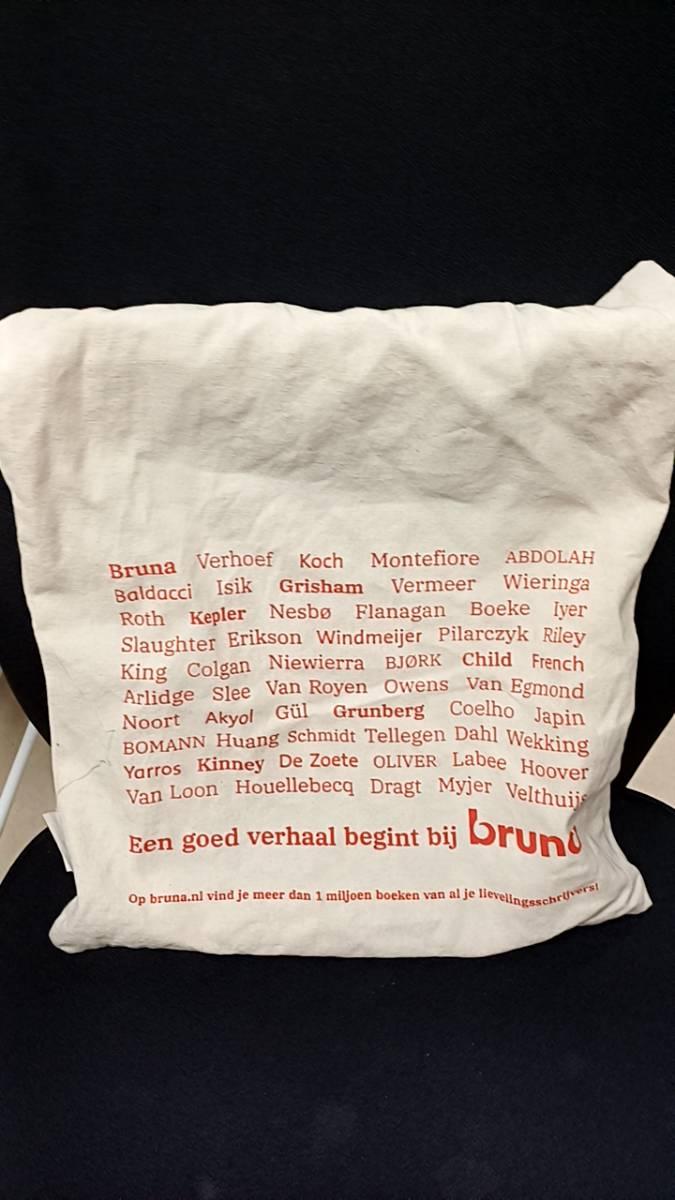 Bruna Verhoef Koch Montefiore ABDOLAH
Baldacci Isik Grisham Vermeer Wieringa
Roth Kepler Nesbø Flanagan Boeke Iyer
Slaughter Erikson Windmeijer Pilarczyk Riley
King Colgan Niewierra BJØRK Child French
Arlidge Slee Van Royen Owens Van Egmond
Noort Akyol Gül Grunberg Coelho Japin
BOMANN Huang Schmidt Tellegen Dahl Wekking
Yarros Kinney De Zoete OLIVER Labee Hoover
Van Loon Houellebecq Dragt Myjer Velthuijs
Een goed verhaal begint bij bruna
Op bruna.nl vind je meer dan 1 miljoen boeken van al je lievelingsschrijvers!